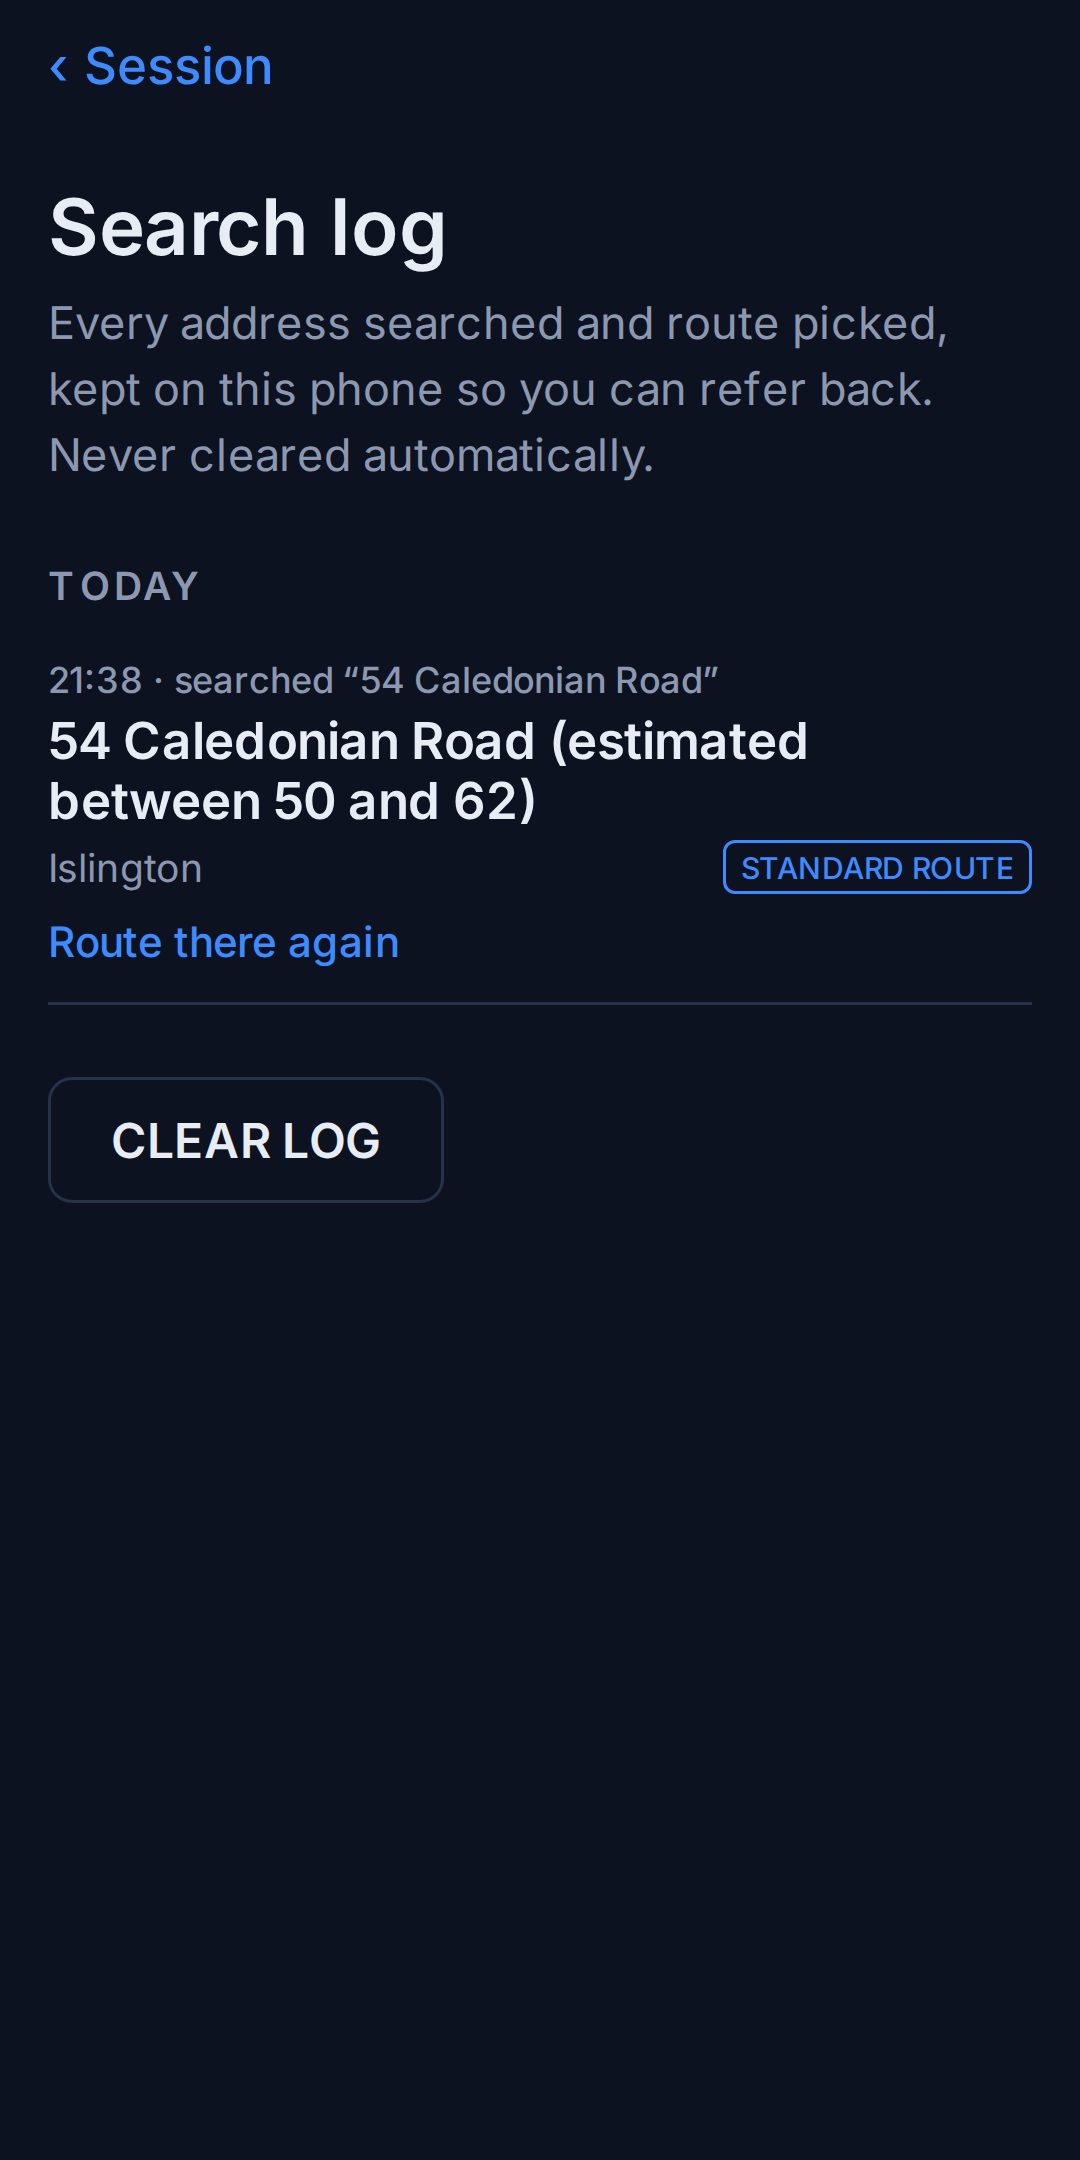 ‹ Session
Search log
Every address searched and route picked,
kept on this phone so you can refer back.
Never cleared automatically.
TODAY
21:38 · searched “54 Caledonian Road”
54 Caledonian Road (estimated
between 50 and 62)
Islington
STANDARD ROUTE
Route there again
CLEAR LOG